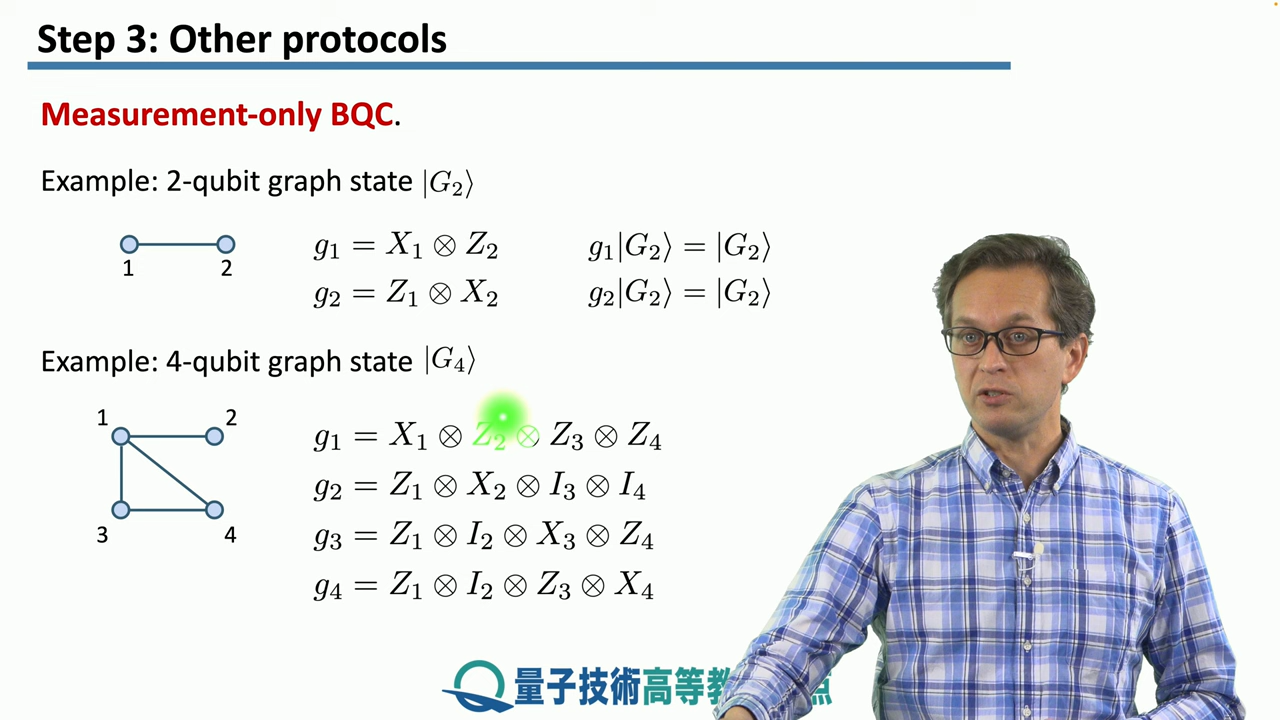 Step 3: Other protocols
Measurement-only BQC.
Example: 2-qubit graph state |G₂⟩
1 2
g₁ = X₁ ⊗ Z₂ g₁|G₂⟩ = |G₂⟩
g₂ = Z₁ ⊗ X₂ g₂|G₂⟩ = |G₂⟩
Example: 4-qubit graph state |G₄⟩
1 2
3 4
g₁ = X₁ ⊗ Z₂ ⊗ Z₃ ⊗ Z₄
g₂ = Z₁ ⊗ X₂ ⊗ I₃ ⊗ I₄
g₃ = Z₁ ⊗ I₂ ⊗ X₃ ⊗ Z₄
g₄ = Z₁ ⊗ I₂ ⊗ Z₃ ⊗ X₄
量子技術高等教 点